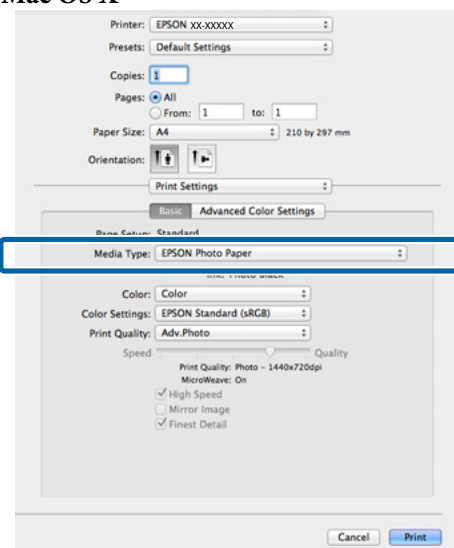 Mac OS X
Printer: EPSON XX-XXXXX
Presets: Default Settings
Copies: 1
Pages: All
From: 1 to: 1
Paper Size: A4 210 by 297 mm
Orientation:
Print Settings
Basic Advanced Color Settings
Page Setup: Standard
Media Type: EPSON Photo Paper
Ink: Photo Black
Color: Color
Color Settings: EPSON Standard (sRGB)
Print Quality: Adv.Photo
Speed Quality
Print Quality: Photo - 1440x720dpi
MicroWeave: On
High Speed
Mirror Image
Finest Detail
Cancel Print